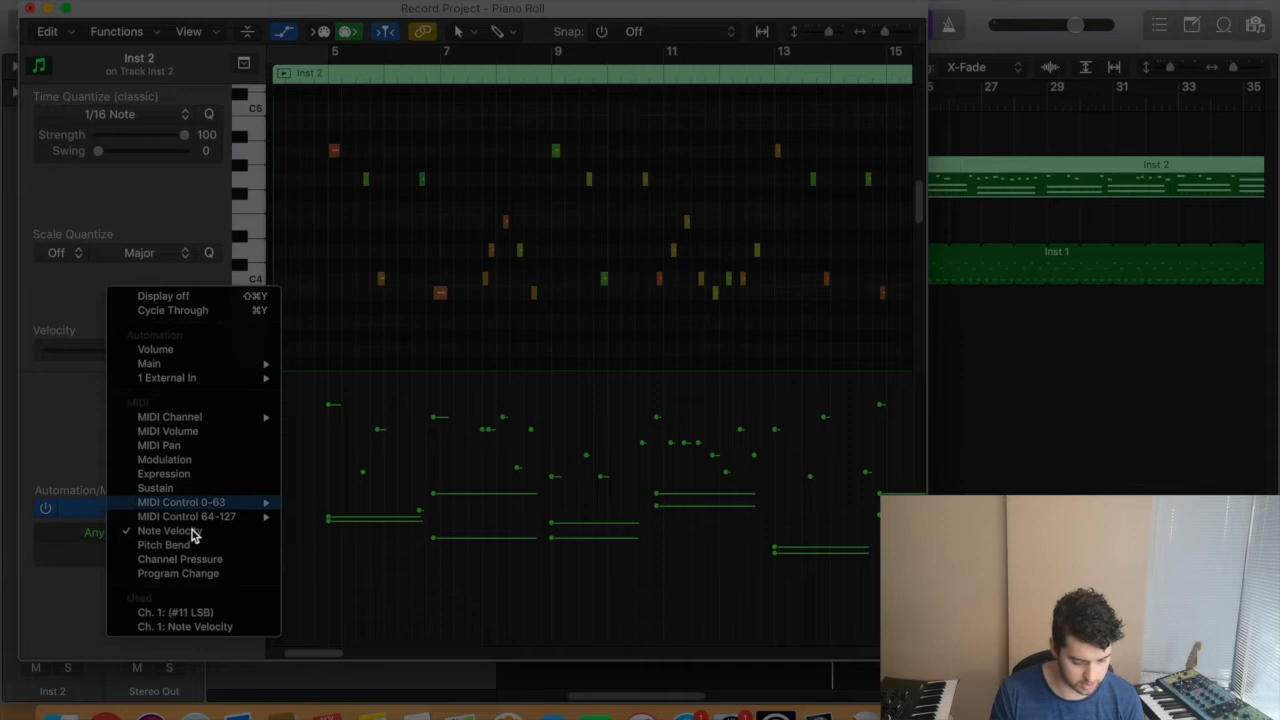 Record Project - Piano Roll
Edit Functions View Snap: Off
5 7 9 11 13 15
Inst 2
on Track Inst 2
Inst 2
X-Fade
27 29 31 33 35
Time Quantize (classic)
1/16 Note Q
Strength 100
Swing 0
C5
Inst 2
Scale Quantize
Off Major Q
C4
Inst 1
Velocity
Display off ⇧⌘Y
Cycle Through ⌘Y
Automation
Volume
Main
1 External In
MIDI
MIDI Channel
MIDI Volume
MIDI Pan
Modulation
Expression
Sustain
MIDI Control 0-63
MIDI Control 64-127
✓ Note Velocity
Pitch Bend
Channel Pressure
Program Change
Used
Ch. 1: (#11 LSB)
Ch. 1: Note Velocity
Automation/M
Any
M S M S
Inst 2 Stereo Out